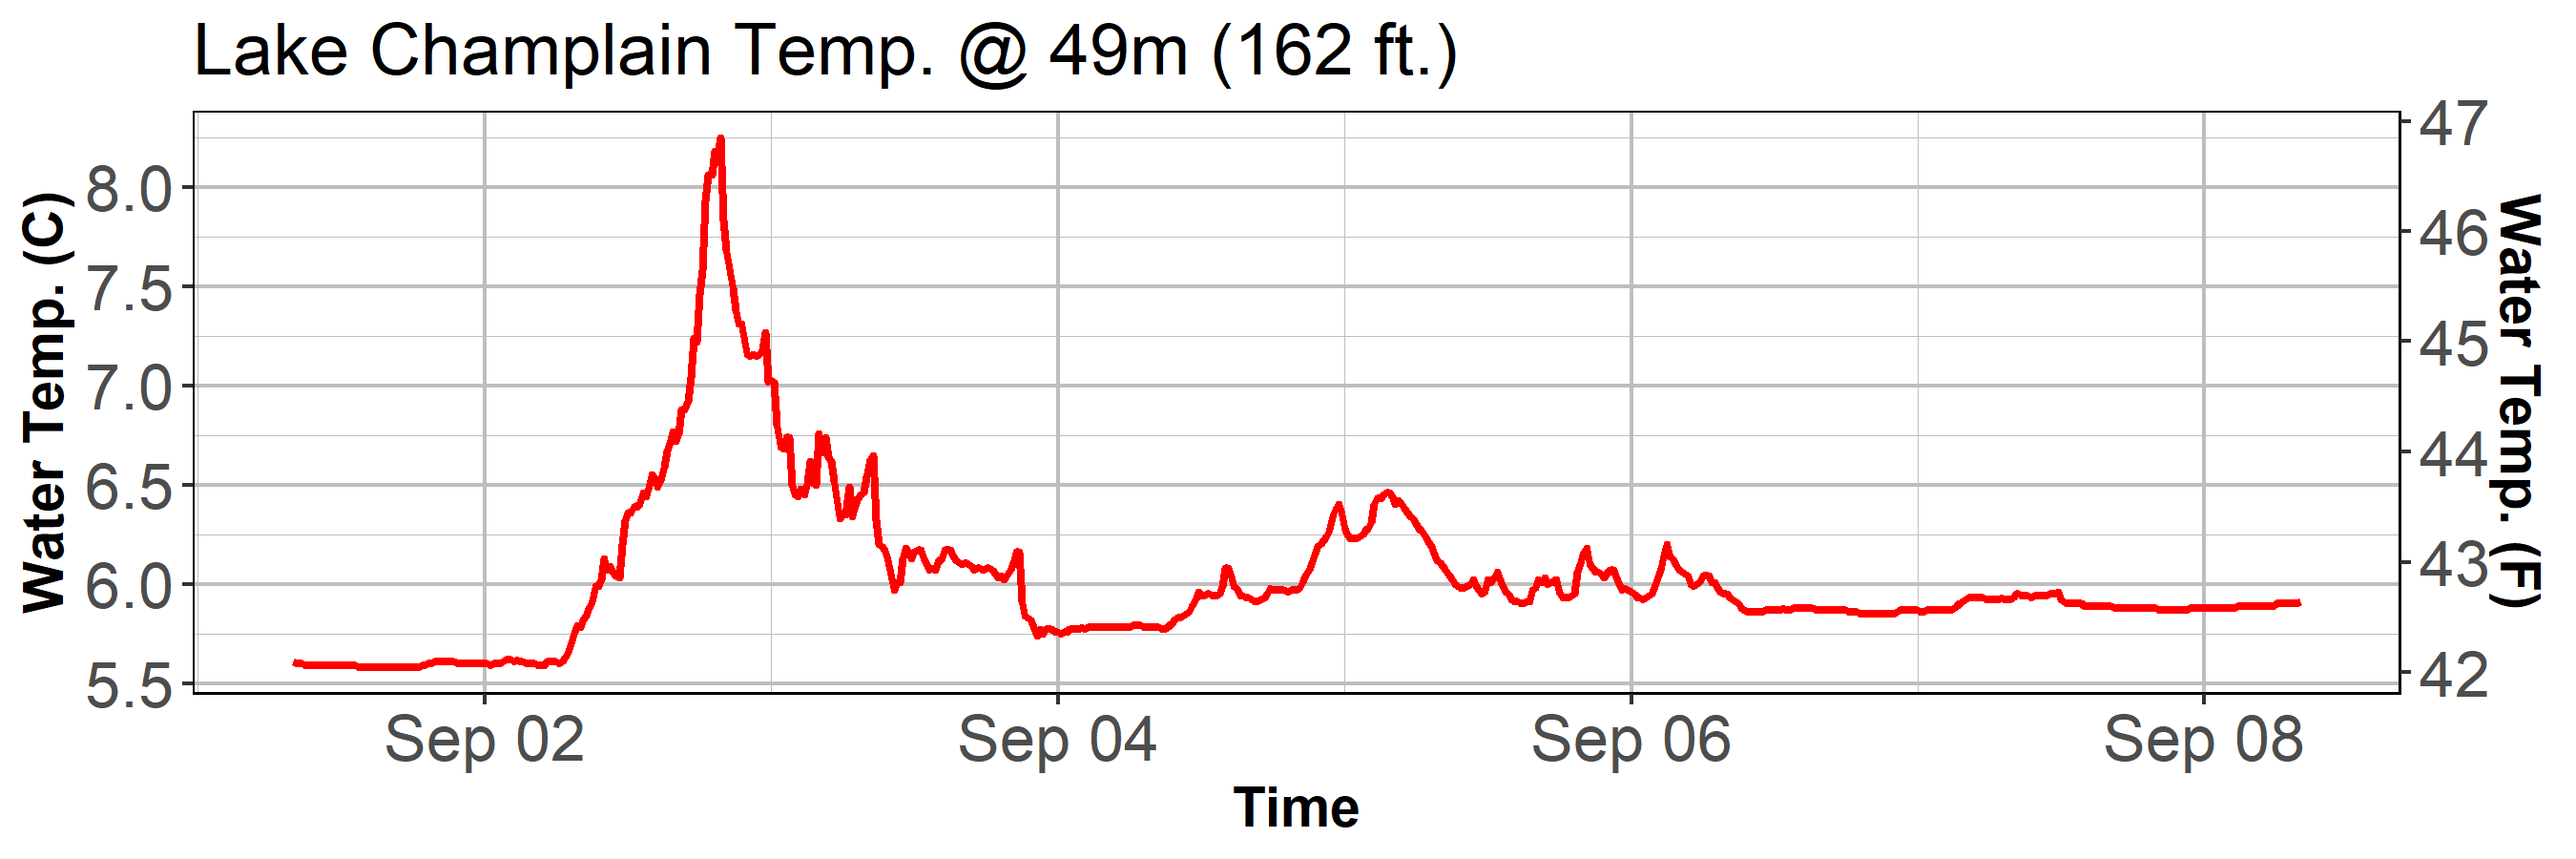 Lake Champlain Temp. @ 49m (162 ft.)
Water Temp. (C)
8.0
7.5
7.0
6.5
6.0
5.5
47
46
45
44
43
42
Water Temp. (F)
Sep 02 Sep 04 Sep 06 Sep 08
Time